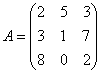 A = ( 2 5 3
3 1 7
8 0 2 )